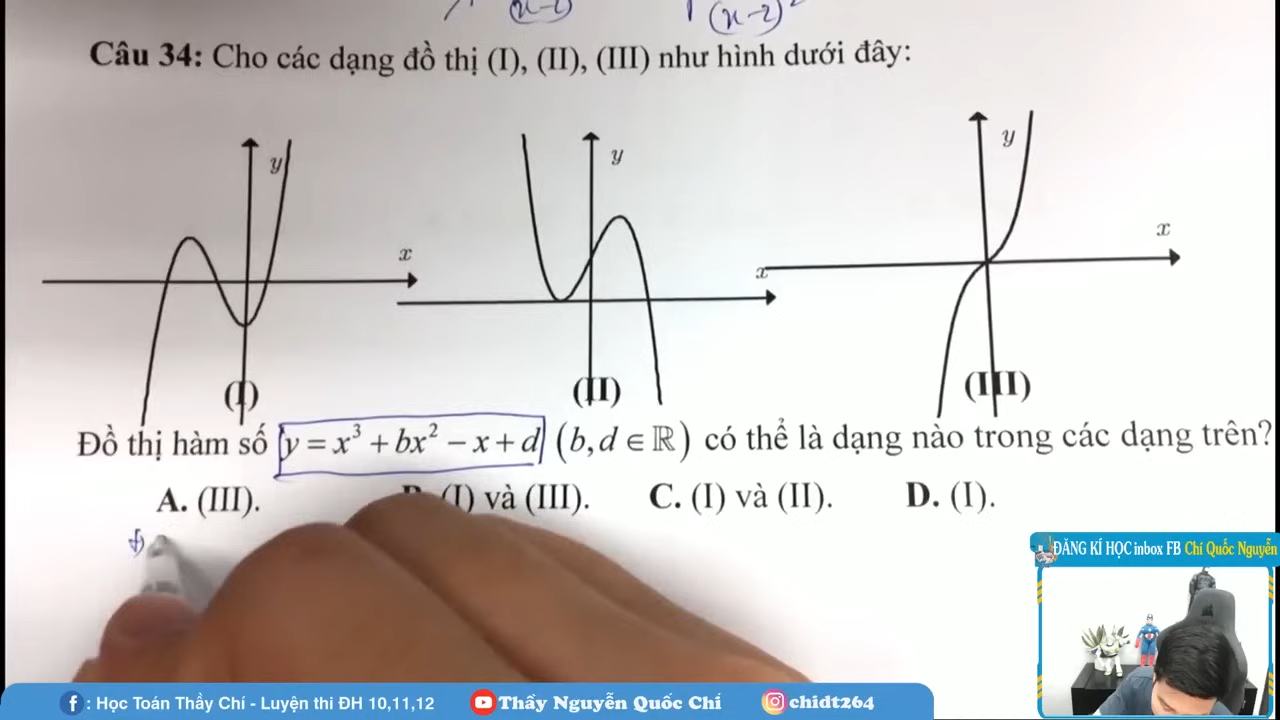 (x-2)
(x-2)²
Câu 34: Cho các dạng đồ thị (I), (II), (III) như hình dưới đây:
y
x
(I)
y
x
(II)
y
x
(III)
Đồ thị hàm số y = x³ + bx² − x + d (b, d ∈ ℝ) có thể là dạng nào trong các dạng trên?
A. (III). (I) và (III). C. (I) và (II). D. (I).
ĐĂNG KÍ HỌC inbox FB Chí Quốc Nguyễn
: Học Toán Thầy Chí - Luyện thi ĐH 10,11,12
Thầy Nguyễn Quốc Chí
chidt264